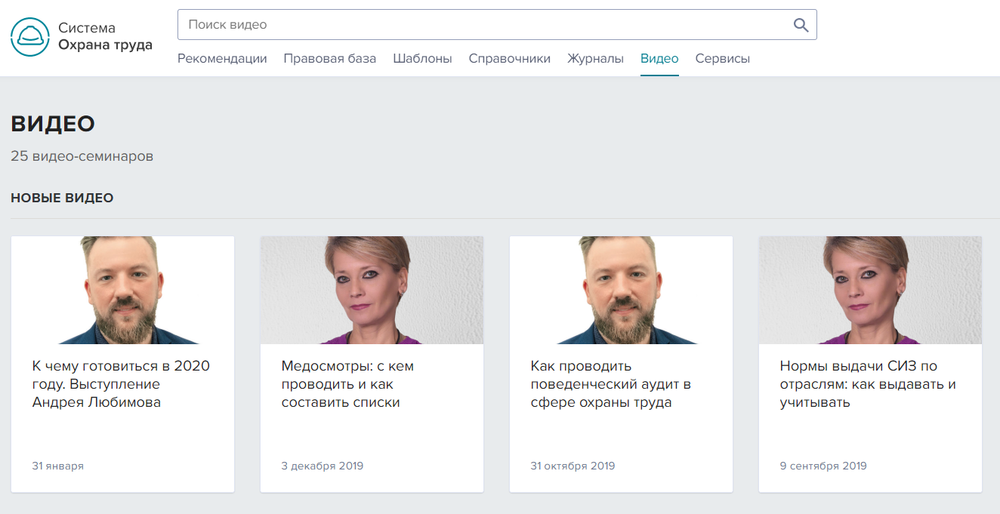 Система
Охрана труда
Поиск видео
Рекомендации Правовая база Шаблоны Справочники Журналы Видео Сервисы
ВИДЕО
25 видео-семинаров
НОВЫЕ ВИДЕО
К чему готовиться в 2020
году. Выступление
Андрея Любимова
31 января
Медосмотры: с кем
проводить и как
составить списки
3 декабря 2019
Как проводить
поведенческий аудит в
сфере охраны труда
31 октября 2019
Нормы выдачи СИЗ по
отраслям: как выдавать и
учитывать
9 сентября 2019